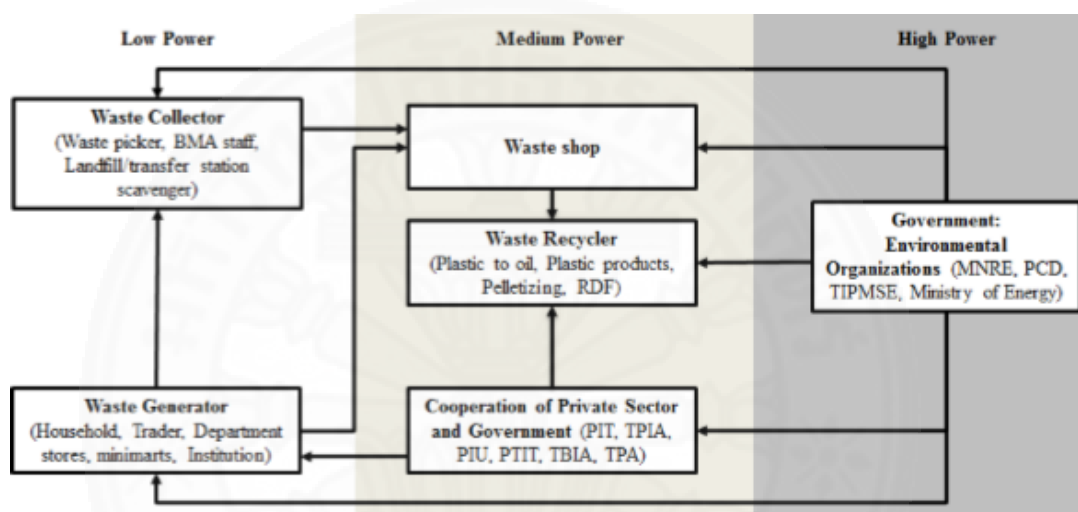 Low Power
Medium Power
High Power
Waste Collector
(Waste picker, BMA staff,
Landfill/transfer station
scavenger)
Waste shop
Waste Recycler
(Plastic to oil, Plastic products,
Pelletizing, RDF)
Government:
Environmental
Organizations (MNRE, PCD,
TIPMSE, Ministry of Energy)
Waste Generator
(Household, Trader, Department
stores, minimarts, Institution)
Cooperation of Private Sector
and Government (PIT, TPIA,
PIU, PTIT, TBIA, TPA)